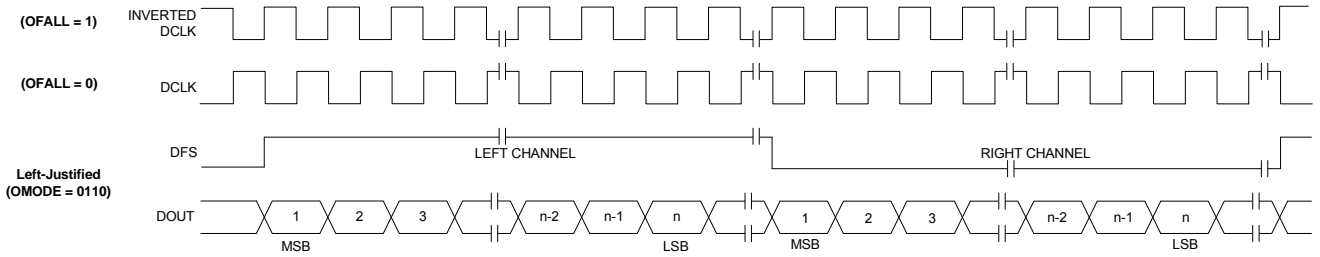 (OFALL = 1)
INVERTED
DCLK
(OFALL = 0)
DCLK
DFS
LEFT CHANNEL
RIGHT CHANNEL
Left-Justified
(OMODE = 0110)
DOUT
1 2 3 n-2 n-1 n 1 2 3 n-2 n-1 n
MSB LSB MSB LSB